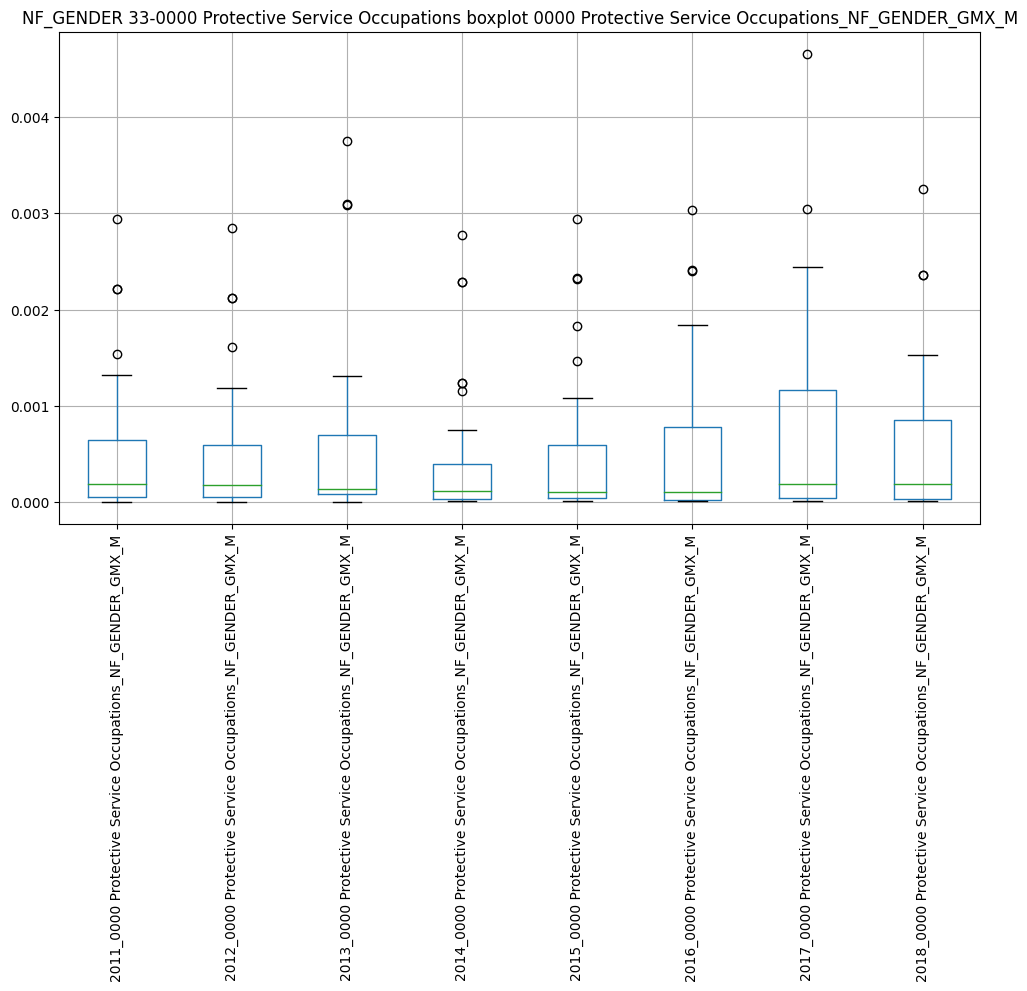 NF_GENDER 33-0000 Protective Service Occupations boxplot 0000 Protective Service Occupations_NF_GENDER_GMX_M
0.004
0.003
0.002
0.001
0.000
2011_0000 Protective Service Occupations_NF_GENDER_GMX_M
2012_0000 Protective Service Occupations_NF_GENDER_GMX_M
2013_0000 Protective Service Occupations_NF_GENDER_GMX_M
2014_0000 Protective Service Occupations_NF_GENDER_GMX_M
2015_0000 Protective Service Occupations_NF_GENDER_GMX_M
2016_0000 Protective Service Occupations_NF_GENDER_GMX_M
2017_0000 Protective Service Occupations_NF_GENDER_GMX_M
2018_0000 Protective Service Occupations_NF_GENDER_GMX_M